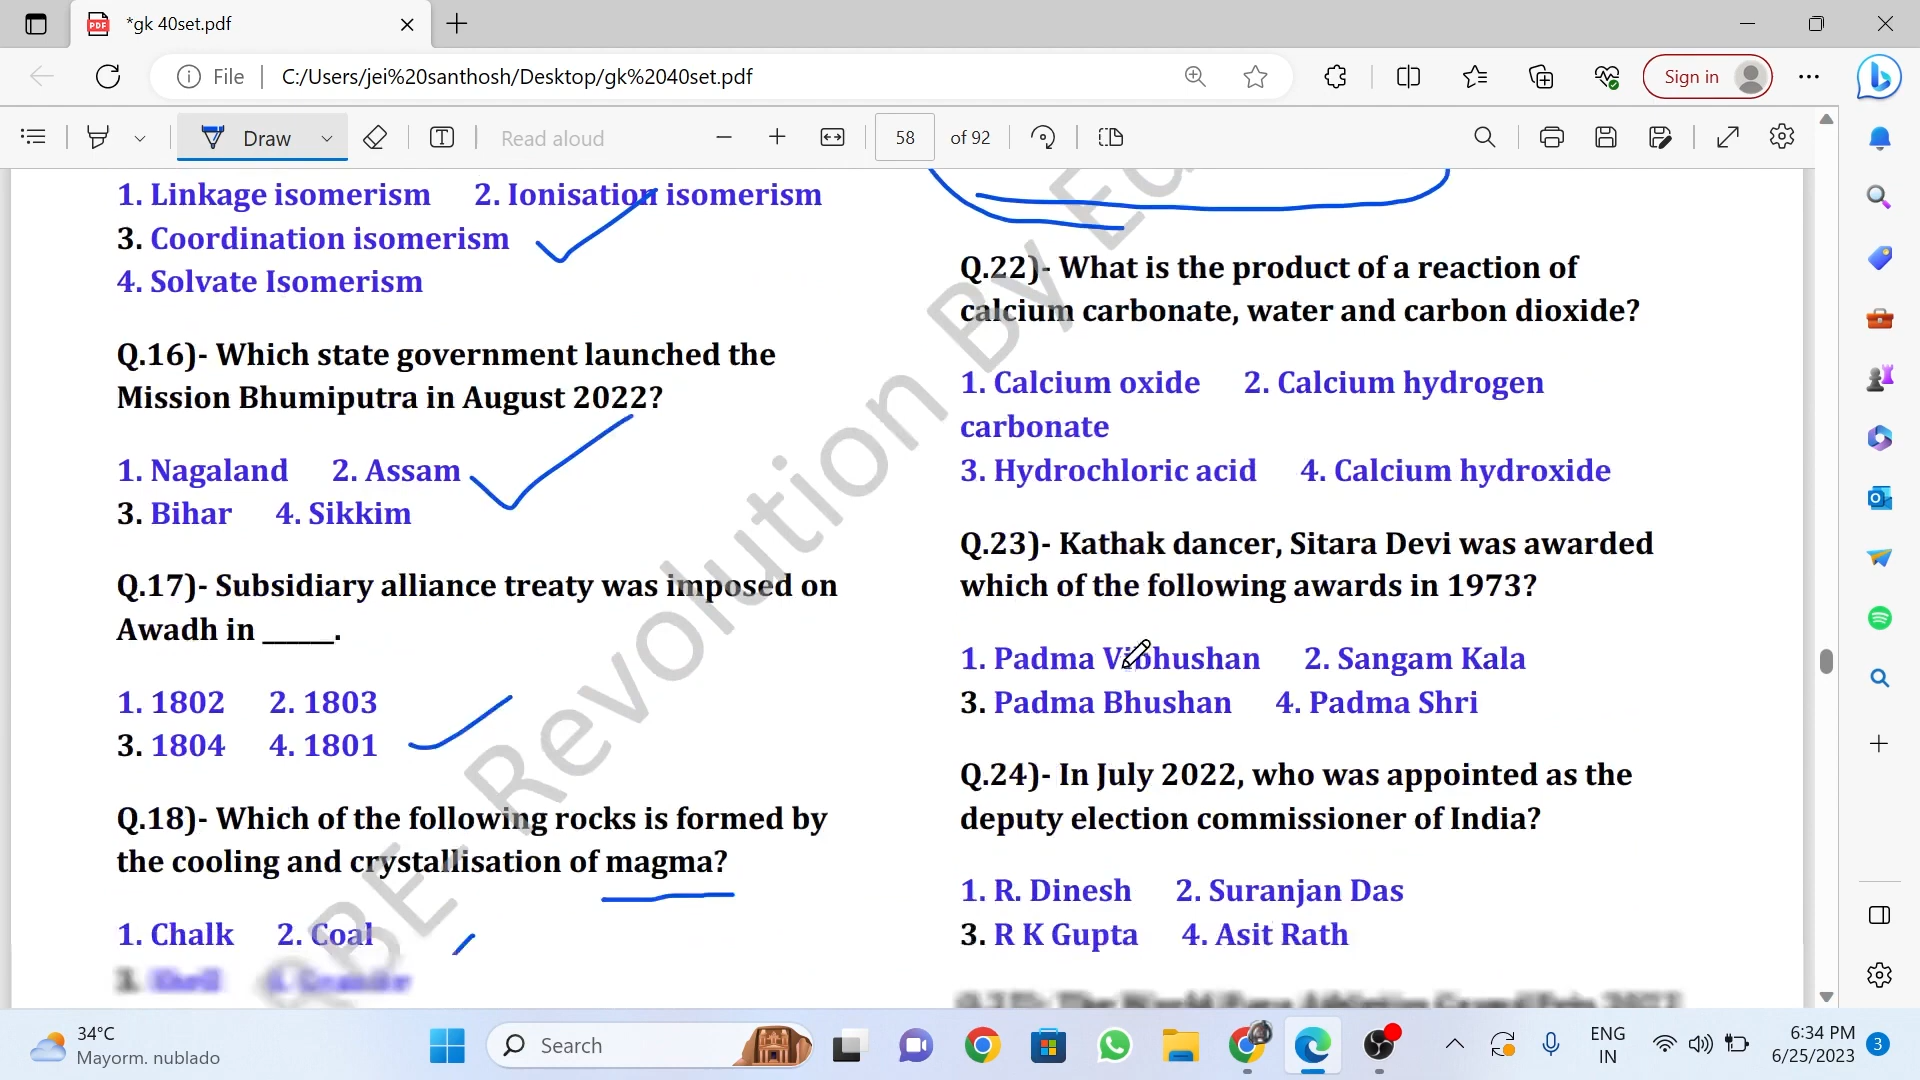 *gk 40set.pdf
File
C:/Users/jei%20santhosh/Desktop/gk%2040set.pdf
Sign in
Draw
Read aloud
58
of 92
1. Linkage isomerism 2. Ionisation isomerism
3. Coordination isomerism
4. Solvate Isomerism
Q.16)- Which state government launched the
Mission Bhumiputra in August 2022?
1. Nagaland 2. Assam
3. Bihar 4. Sikkim
Q.17)- Subsidiary alliance treaty was imposed on
Awadh in ______.
1. 1802 2. 1803
3. 1804 4. 1801
Q.18)- Which of the following rocks is formed by
the cooling and crystallisation of magma?
1. Chalk 2. Coal
Q.22)- What is the product of a reaction of
calcium carbonate, water and carbon dioxide?
1. Calcium oxide 2. Calcium hydrogen
carbonate
3. Hydrochloric acid 4. Calcium hydroxide
Q.23)- Kathak dancer, Sitara Devi was awarded
which of the following awards in 1973?
1. Padma Vibhushan 2. Sangam Kala
3. Padma Bhushan 4. Padma Shri
Q.24)- In July 2022, who was appointed as the
deputy election commissioner of India?
1. R. Dinesh 2. Suranjan Das
3. R K Gupta 4. Asit Rath
RBE- Revolution By
34°C
Mayorm. nublado
Search
ENG
IN
6:34 PM
6/25/2023
3